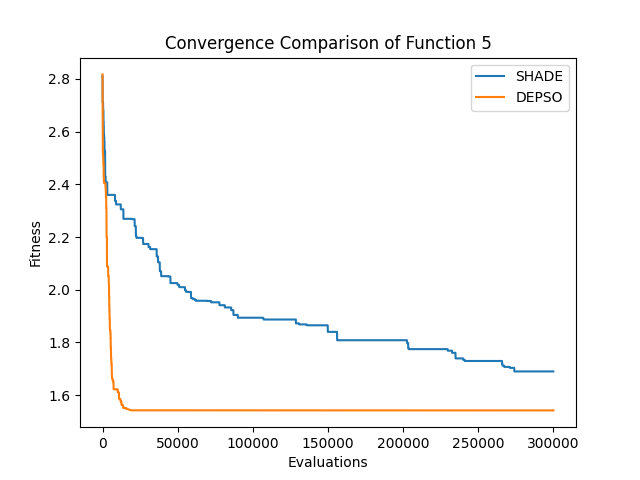 Convergence Comparison of Function 5
SHADE
DEPSO
Fitness
2.8
2.6
2.4
2.2
2.0
1.8
1.6
0 50000 100000 150000 200000 250000 300000
Evaluations